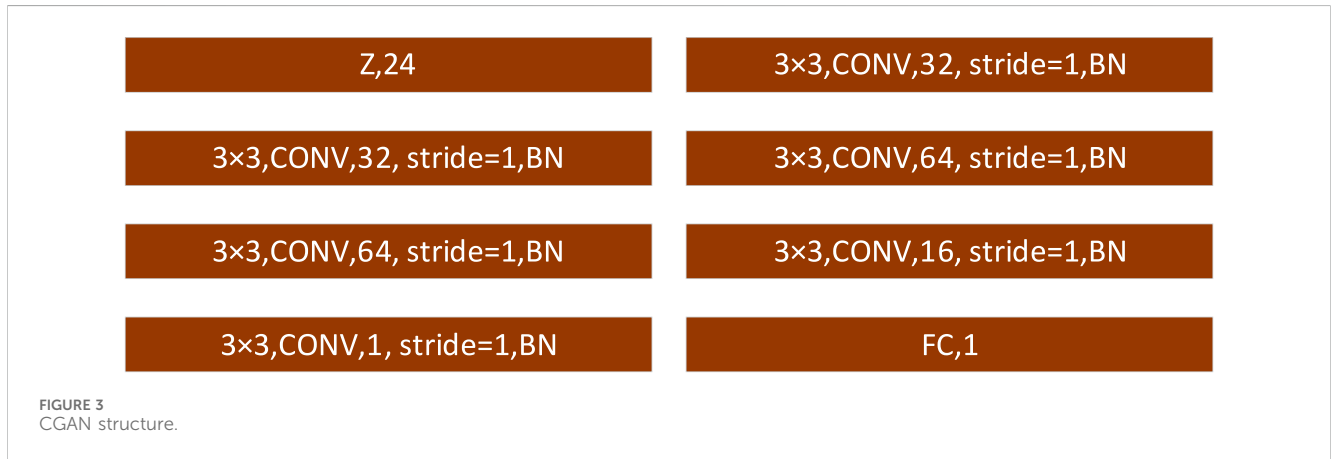 Z,24
3×3,CONV,32, stride=1,BN
3×3,CONV,64, stride=1,BN
3×3,CONV,1, stride=1,BN
3×3,CONV,32, stride=1,BN
3×3,CONV,64, stride=1,BN
3×3,CONV,16, stride=1,BN
FC,1
FIGURE 3
CGAN structure.